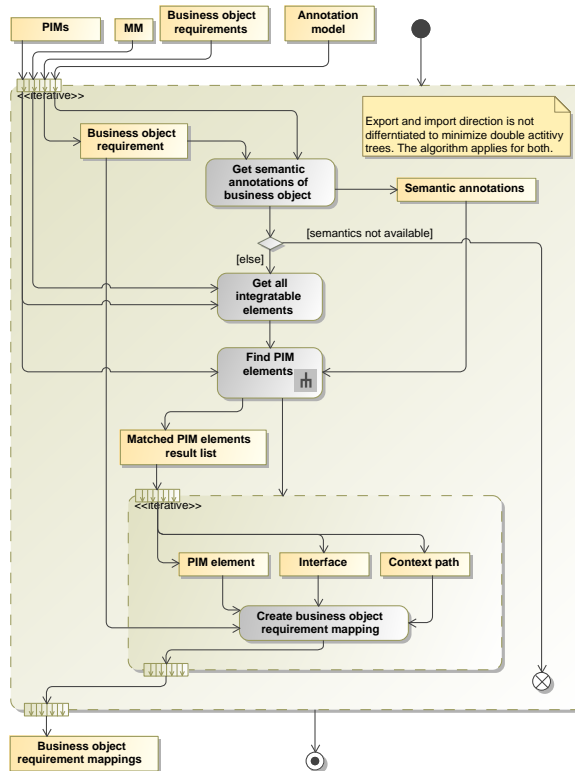 PIMs
MM
Business object
requirements
Annotation
model
<<iterative>>
Export and import direction is not
differntiated to minimize double actitivy
trees. The algorithm applies for both.
Business object
requirement
Get semantic
annotations of
business object
Semantic annotations
[semantics not available]
[else]
Get all
integratable
elements
Find PIM
elements
Matched PIM elements
result list
<<iterative>>
PIM element
Interface
Context path
Create business object
requirement mapping
Business object
requirement mappings